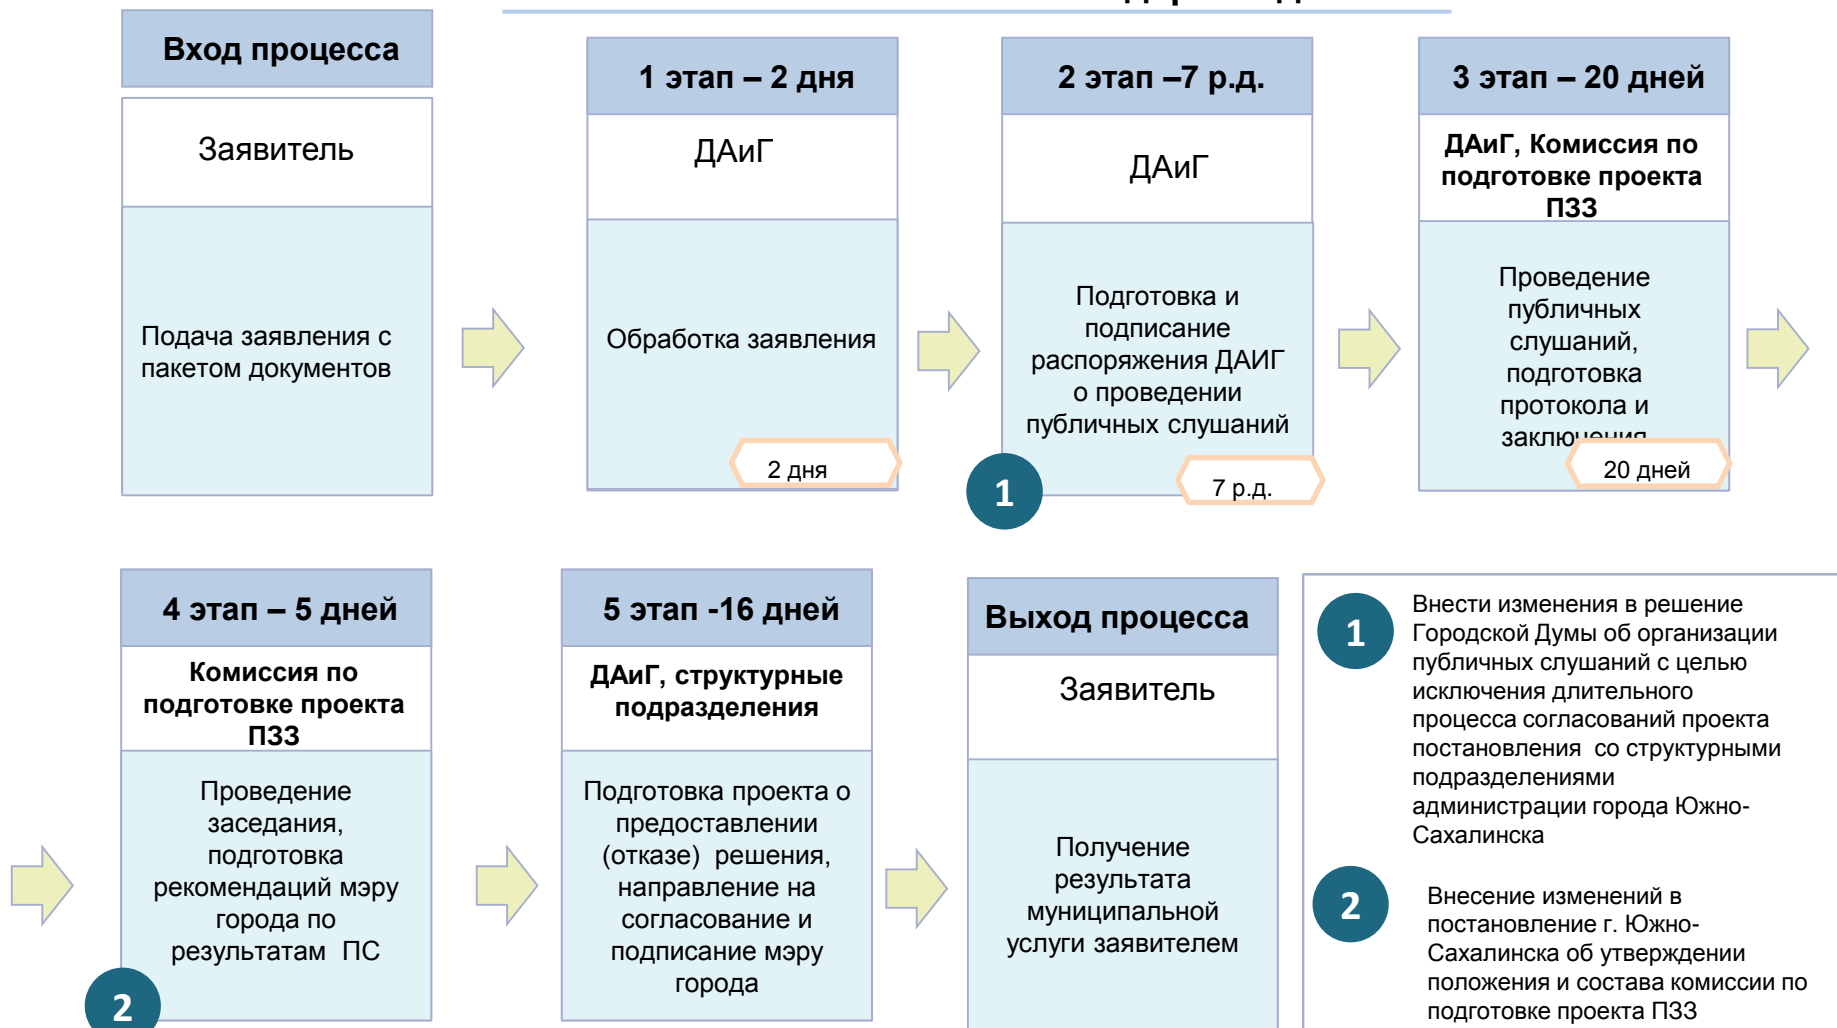 Вход процесса
Заявитель
Подача заявления с
пакетом документов
1 этап – 2 дня
ДАиГ
Обработка заявления
2 дня
2 этап –7 р.д.
ДАиГ
Подготовка и
подписание
распоряжения ДАИГ
о проведении
публичных слушаний
1
7 р.д.
3 этап – 20 дней
ДАиГ, Комиссия по
подготовке проекта
ПЗЗ
Проведение
публичных
слушаний,
подготовка
протокола и
заключения
20 дней
4 этап – 5 дней
Комиссия по
подготовке проекта
ПЗЗ
Проведение
заседания,
подготовка
рекомендаций мэру
города по
результатам ПС
2
5 этап -16 дней
ДАиГ, структурные
подразделения
Подготовка проекта о
предоставлении
(отказе) решения,
направление на
согласование и
подписание мэру
города
Выход процесса
Заявитель
Получение
результата
муниципальной
услуги заявителем
1
Внести изменения в решение
Городской Думы об организации
публичных слушаний с целью
исключения длительного
процесса согласований проекта
постановления со структурными
подразделениями
администрации города Южно-
Сахалинска
2
Внесение изменений в
постановление г. Южно-
Сахалинска об утверждении
положения и состава комиссии по
подготовке проекта ПЗЗ